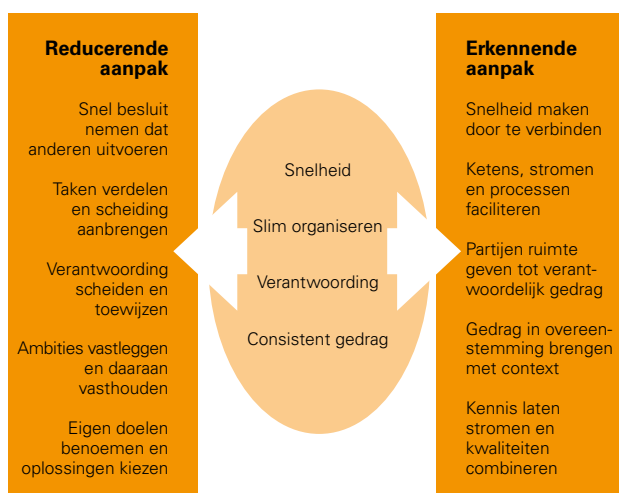 Reducerende
aanpak
Snel besluit
nemen dat
anderen uitvoeren
Taken verdelen
en scheiding
aanbrengen
Verantwoording
scheiden en
toewijzen
Ambities vastleggen
en daaraan
vasthouden
Eigen doelen
benoemen en
oplossingen kiezen
Snelheid
Slim organiseren
Verantwoording
Consistent gedrag
Erkennende
aanpak
Snelheid maken
door te verbinden
Ketens, stromen
en processen
faciliteren
Partijen ruimte
geven tot verant-
woordelijk gedrag
Gedrag in overeen-
stemming brengen
met context
Kennis laten
stromen en
kwaliteiten
combineren